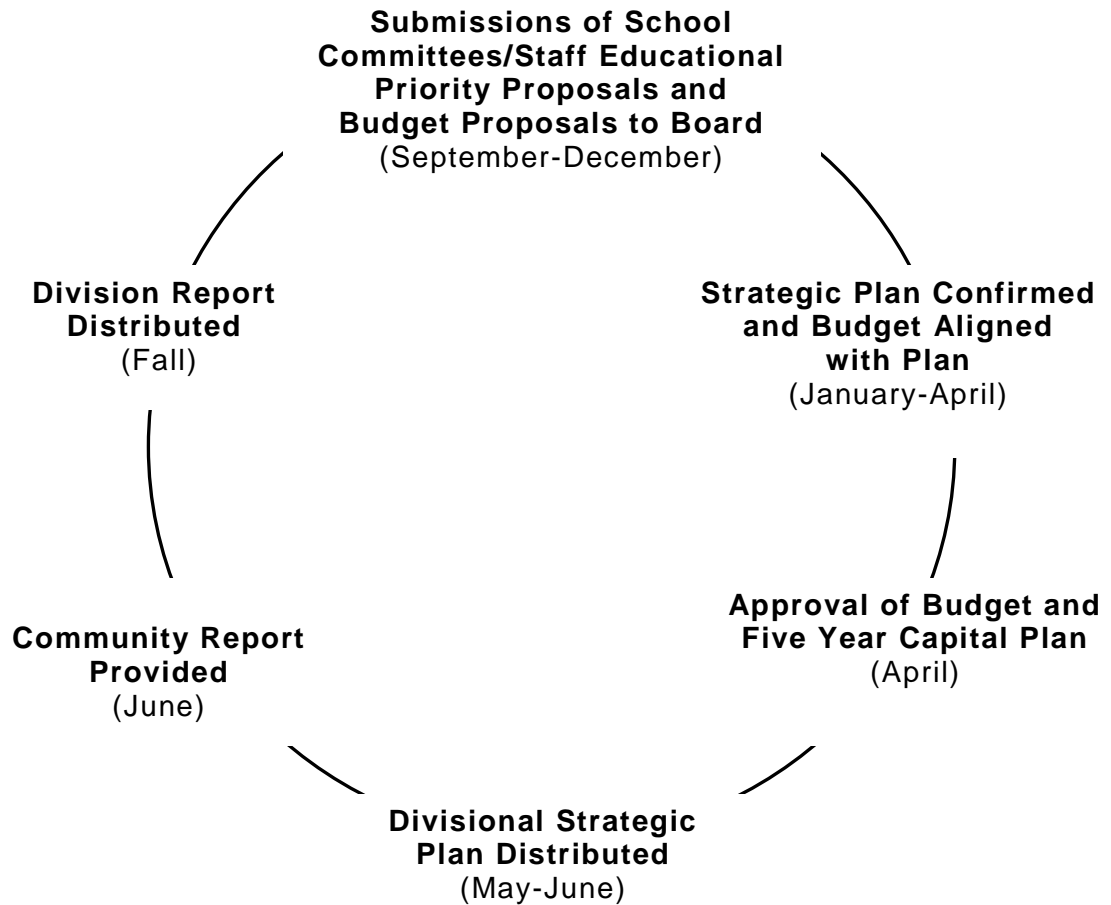 Submissions of School
Committees/Staff Educational
Priority Proposals and
Budget Proposals to Board
(September-December)
Strategic Plan Confirmed
and Budget Aligned
with Plan
(January-April)
Approval of Budget and
Five Year Capital Plan
(April)
Divisional Strategic
Plan Distributed
(May-June)
Community Report
Provided
(June)
Division Report
Distributed
(Fall)